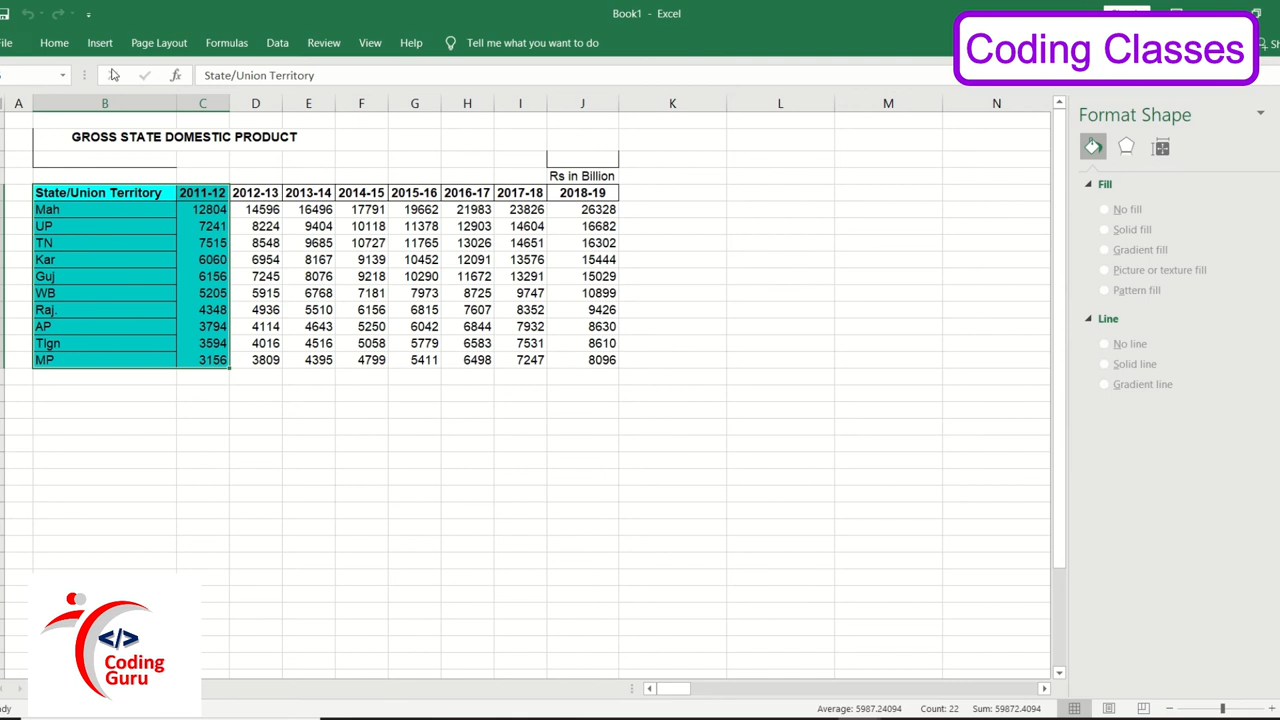 Book1 - Excel
File Home Insert Page Layout Formulas Data Review View Help Tell me what you want to do
Coding Classes
fx State/Union Territory
A B C D E F G H I J K L M N
GROSS STATE DOMESTIC PRODUCT
Rs in Billion
State/Union Territory 2011-12 2012-13 2013-14 2014-15 2015-16 2016-17 2017-18 2018-19
Mah 12804 14596 16496 17791 19662 21983 23826 26328
UP 7241 8224 9404 10118 11378 12903 14604 16682
TN 7515 8548 9685 10727 11765 13026 14651 16302
Kar 6060 6954 8167 9139 10452 12091 13576 15444
Guj 6156 7245 8076 9218 10290 11672 13291 15029
WB 5205 5915 6768 7181 7973 8725 9747 10899
Raj. 4348 4936 5510 6156 6815 7607 8352 9426
AP 3794 4114 4643 5250 6042 6844 7932 8630
Tlgn 3594 4016 4516 5058 5779 6583 7531 8610
MP 3156 3809 4395 4799 5411 6498 7247 8096
Format Shape
Fill
No fill
Solid fill
Gradient fill
Picture or texture fill
Pattern fill
Line
No line
Solid line
Gradient line
</>
Coding
Guru
Average: 5987.24094 Count: 22 Sum: 59872.4094